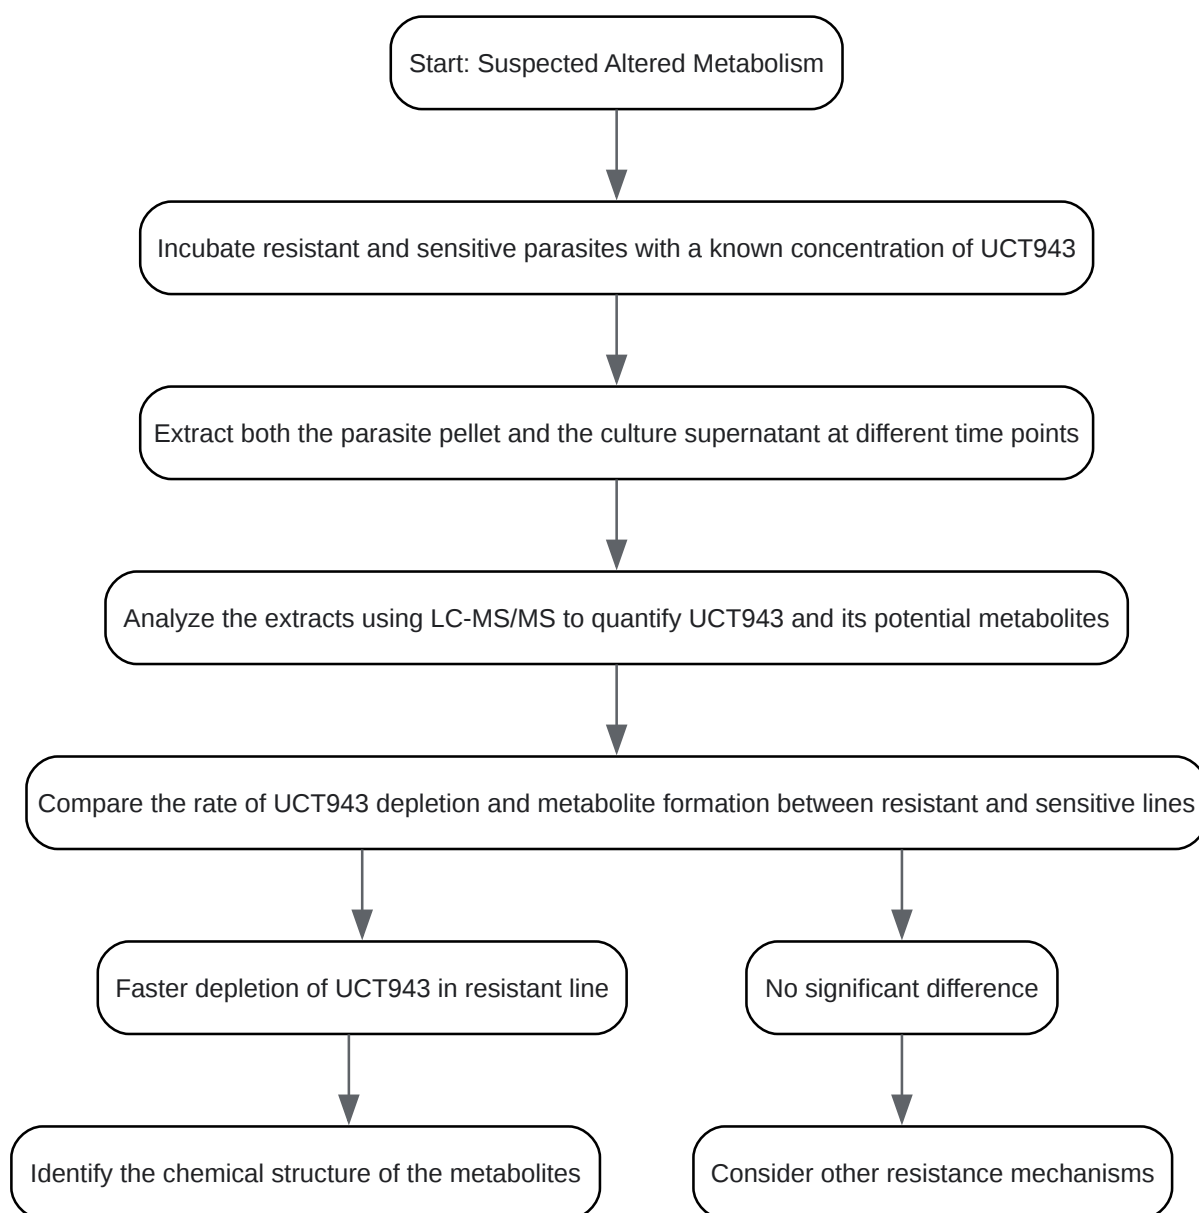 Start: Suspected Altered Metabolism
Incubate resistant and sensitive parasites with a known concentration of UCT943
Extract both the parasite pellet and the culture supernatant at different time points
Analyze the extracts using LC-MS/MS to quantify UCT943 and its potential metabolites
Compare the rate of UCT943 depletion and metabolite formation between resistant and sensitive lines
Faster depletion of UCT943 in resistant line
No significant difference
Identify the chemical structure of the metabolites
Consider other resistance mechanisms